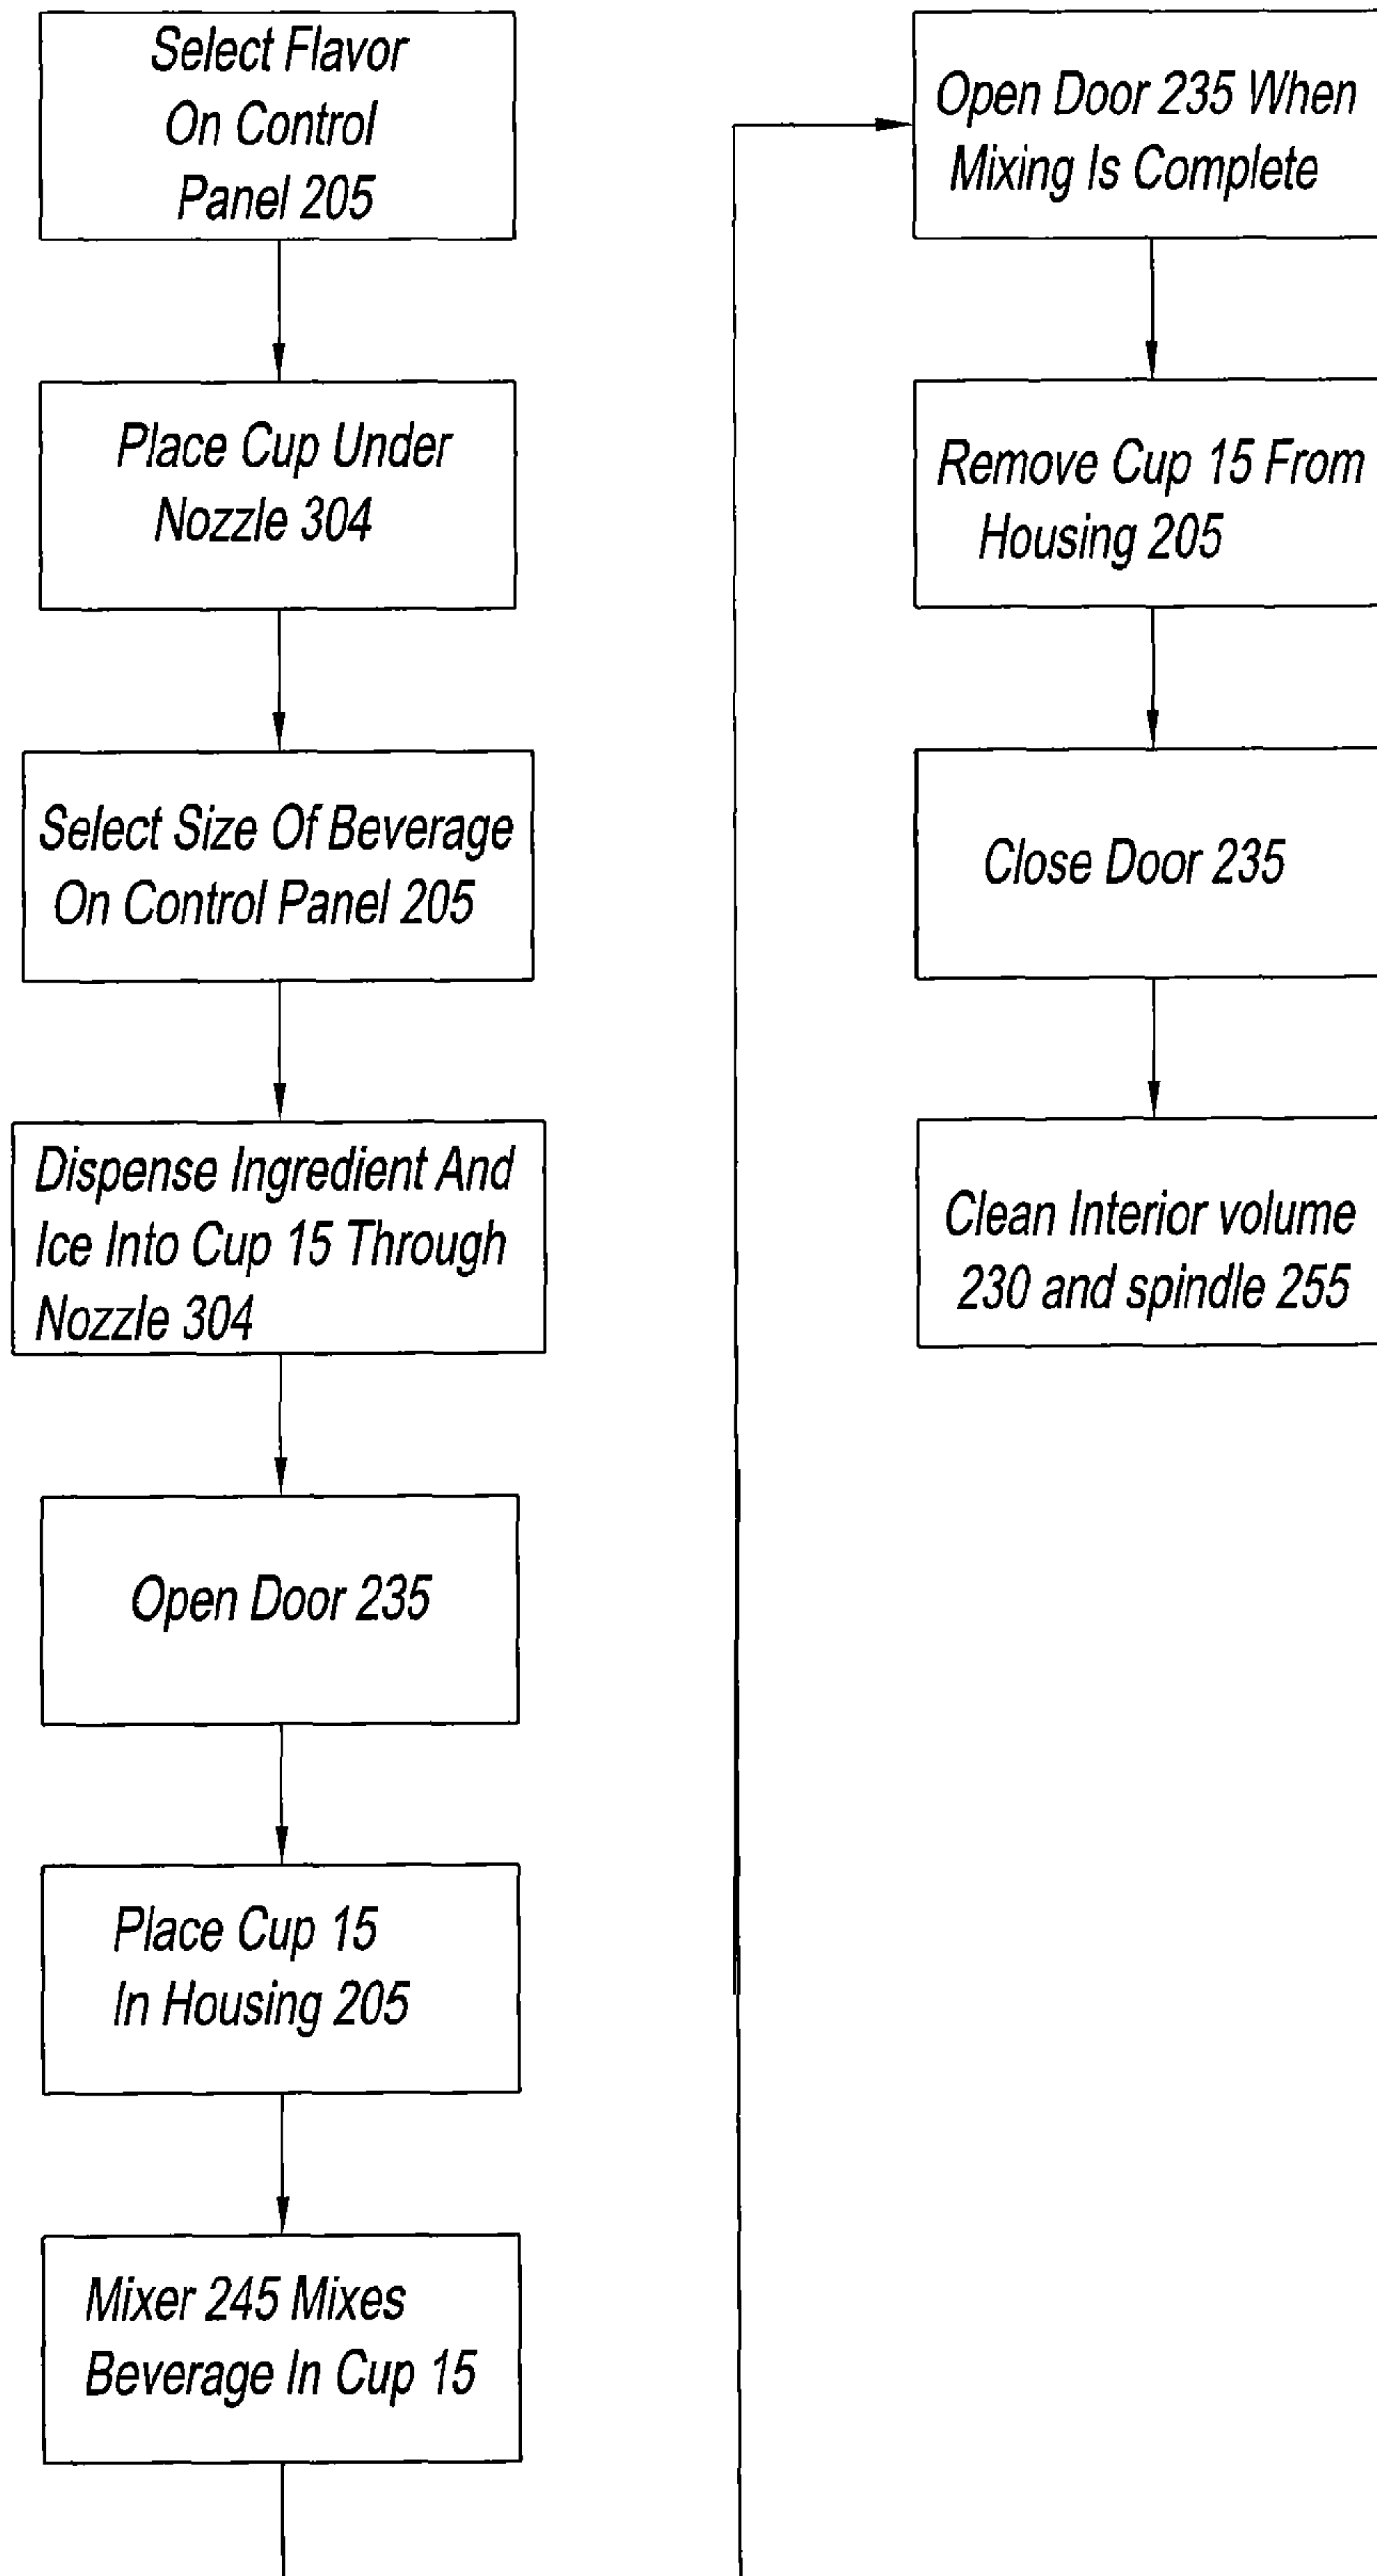 Select Flavor
On Control
Panel 205
Place Cup Under
Nozzle 304
Select Size Of Beverage
On Control Panel 205
Dispense Ingredient And
Ice Into Cup 15 Through
Nozzle 304
Open Door 235
Place Cup 15
In Housing 205
Mixer 245 Mixes
Beverage In Cup 15
Open Door 235 When
Mixing Is Complete
Remove Cup 15 From
Housing 205
Close Door 235
Clean Interior volume
230 and spindle 255